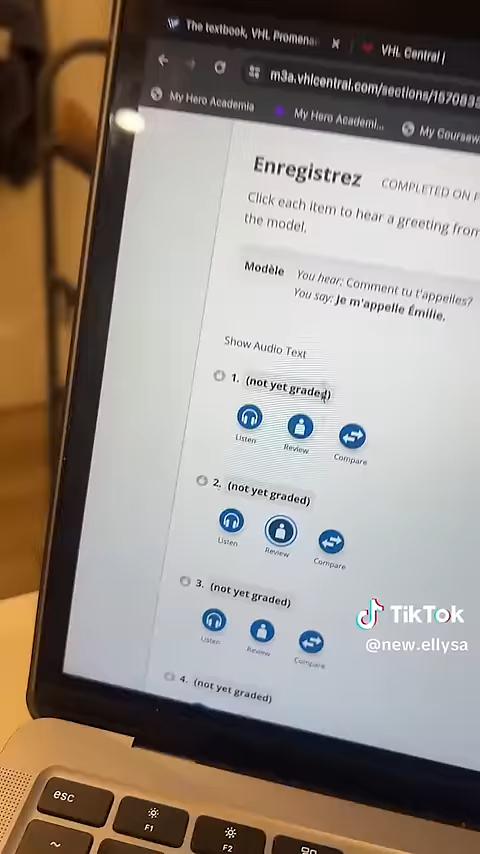 The textbook, VHL Promena
VHL Central |
m3a.vhlcentral.com/sections/
My Hero Academia
My Hero Academi...
My Coursew
Enregistrez COMPLETED ON
Click each item to hear a greeting from
the model.
Modèle You hear: Comment tu t'appelles?
You say: Je m'appelle Émilie.
Show Audio Text
1. (not yet graded)
Listen Review Compare
2. (not yet graded)
Listen Review Compare
3. (not yet graded)
Listen Review Compare
4. (not yet graded)
TikTok
@new.ellysa
esc
F1
F2
~